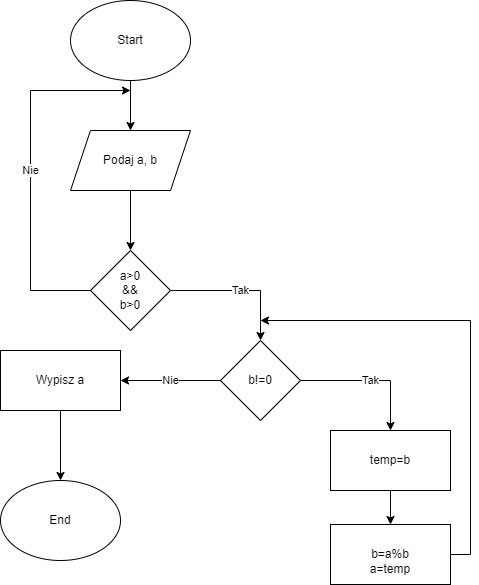 Start
Podaj a, b
Nie
a>0
&&
b>0
Tak
Wypisz a
Nie
b!=0
Tak
temp=b
End
b=a%b
a=temp